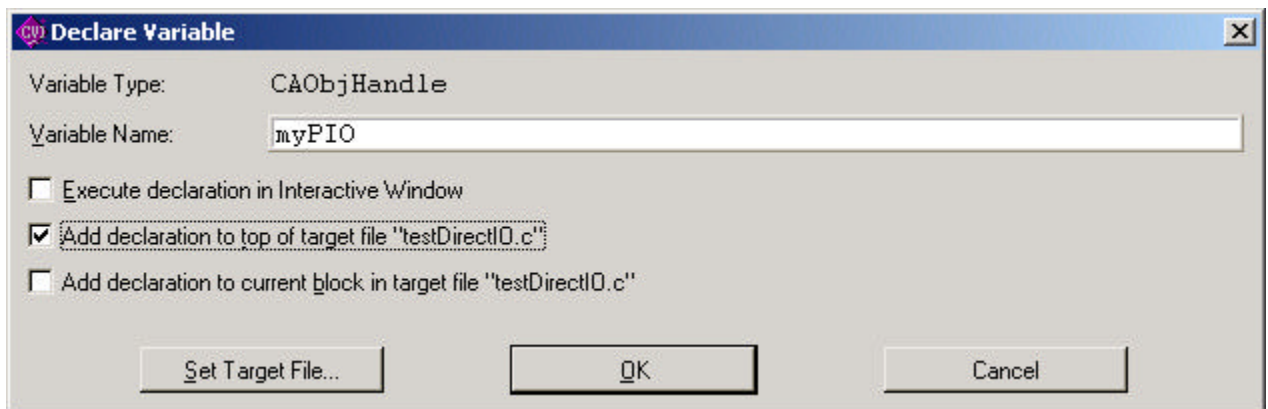 CVI Declare Variable
Variable Type: CAObjHandle
Variable Name: myPIO
Execute declaration in Interactive Window
Add declaration to top of target file "testDirectIO.c"
Add declaration to current block in target file "testDirectIO.c"
Set Target File... OK Cancel